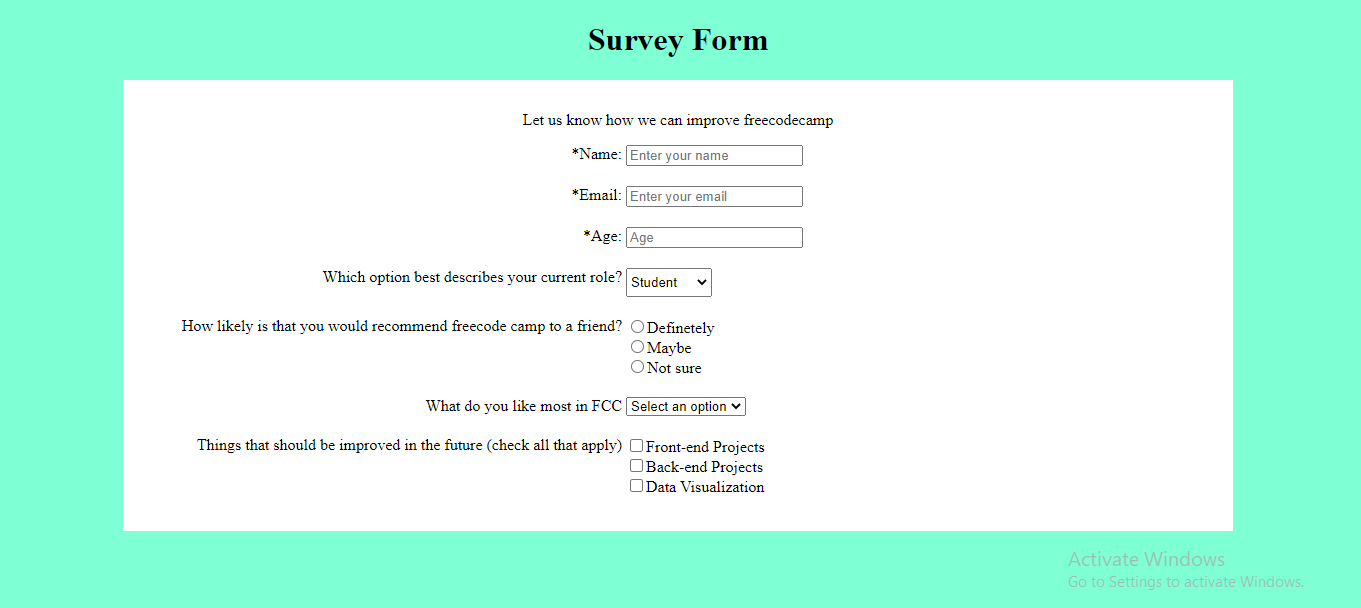 Survey Form
Let us know how we can improve freecodecamp
*Name: Enter your name
*Email: Enter your email
*Age: Age
Which option best describes your current role? Student
How likely is that you would recommend freecode camp to a friend? Definetely
Maybe
Not sure
What do you like most in FCC Select an option
Things that should be improved in the future (check all that apply) Front-end Projects
Back-end Projects
Data Visualization
Activate Windows
Go to Settings to activate Windows.